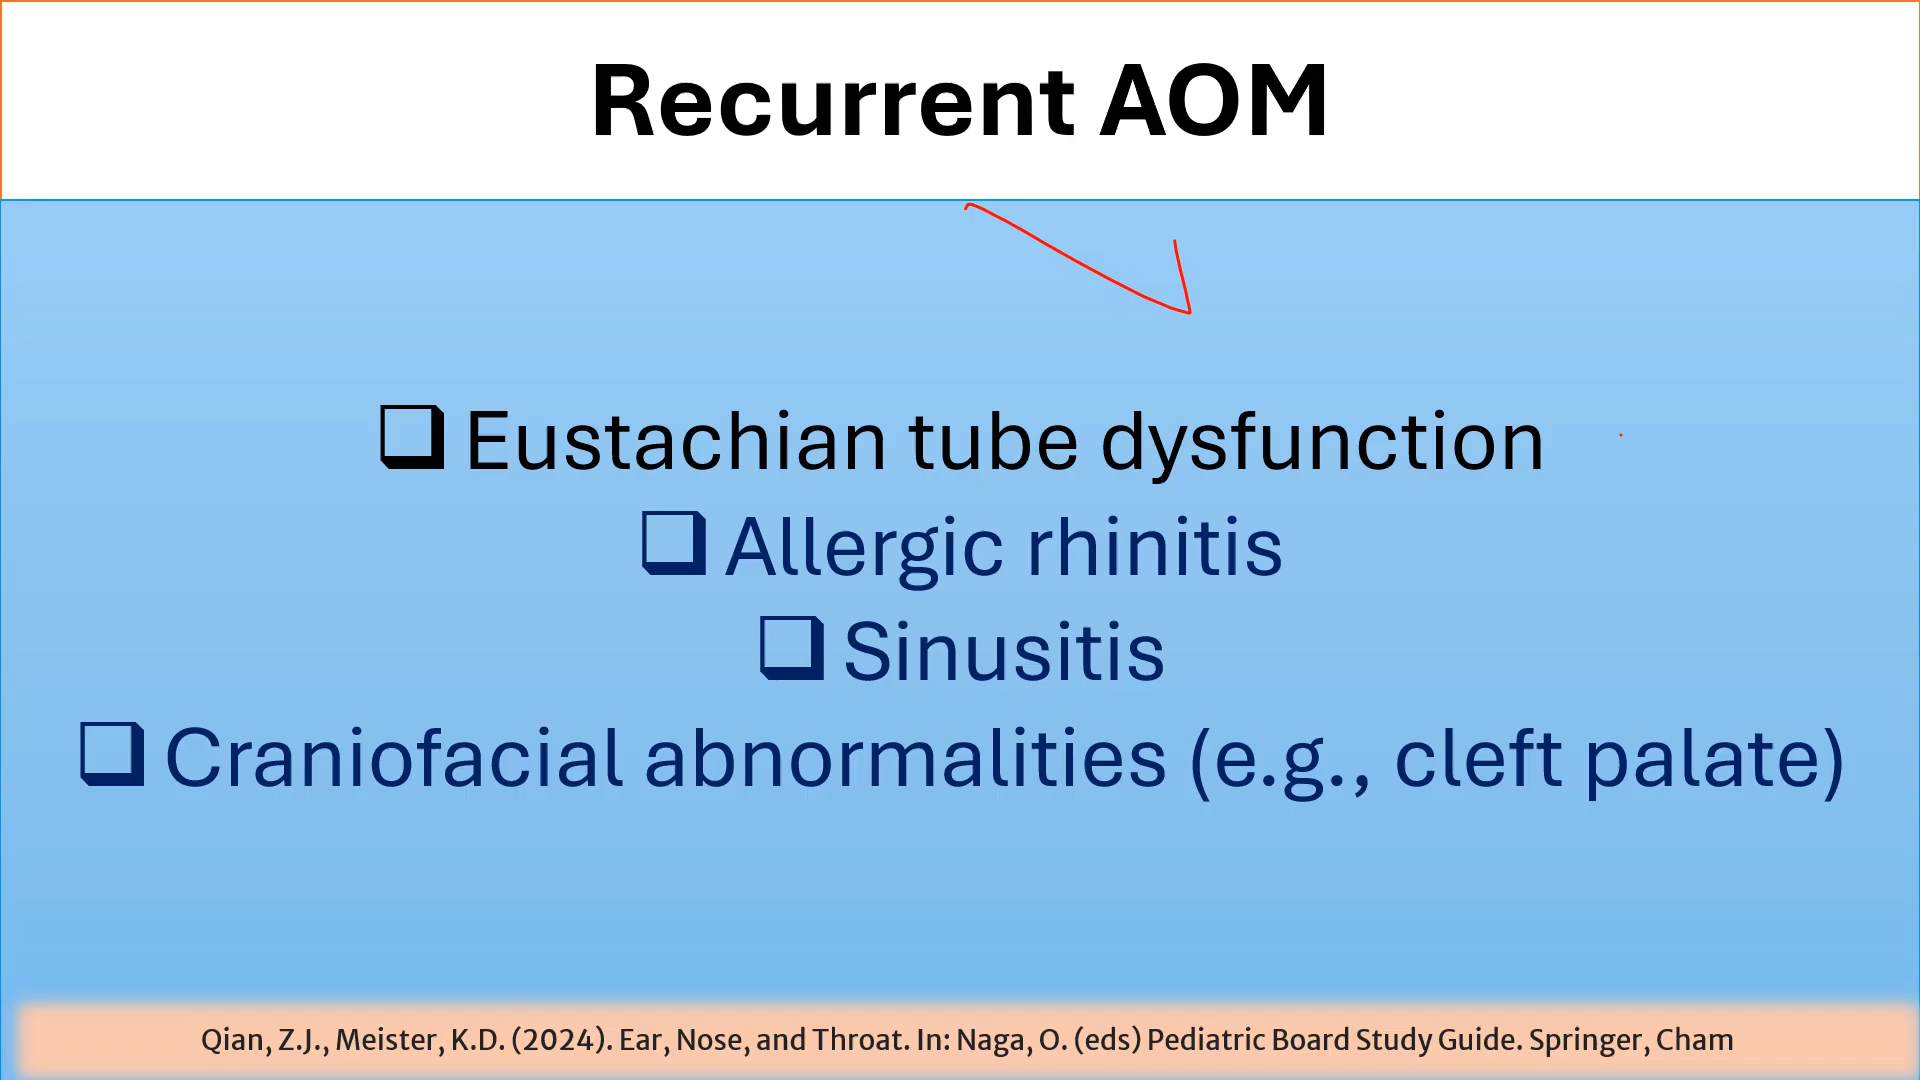 Recurrent AOM
❑ Eustachian tube dysfunction
❑ Allergic rhinitis
❑ Sinusitis
❑ Craniofacial abnormalities (e.g., cleft palate)
Qian, Z.J., Meister, K.D. (2024). Ear, Nose, and Throat. In: Naga, O. (eds) Pediatric Board Study Guide. Springer, Cham